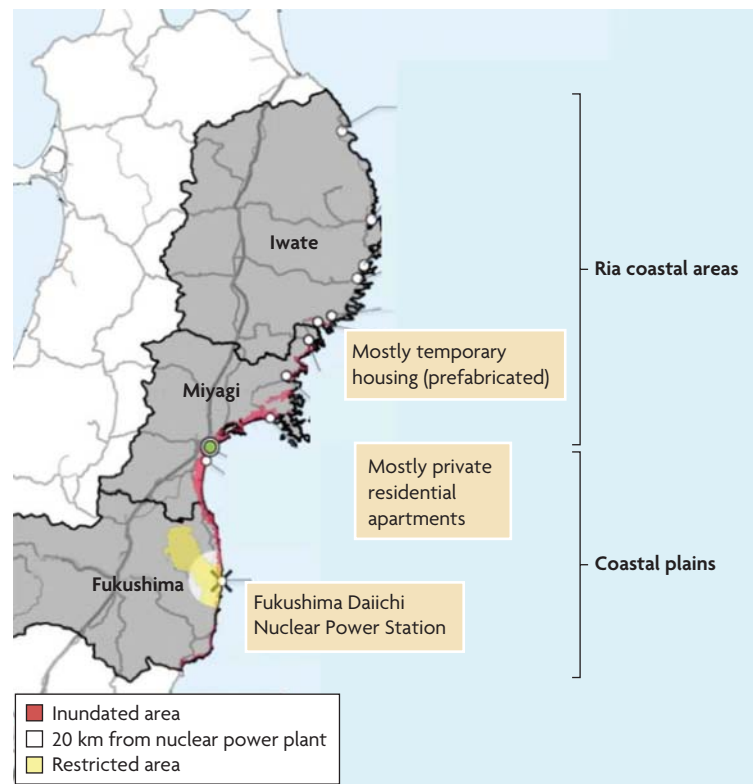 Iwate
Ria coastal areas
Mostly temporary
housing (prefabricated)
Miyagi
Mostly private
residential
apartments
Coastal plains
Fukushima
Fukushima Daiichi
Nuclear Power Station
Inundated area
20 km from nuclear power plant
Restricted area